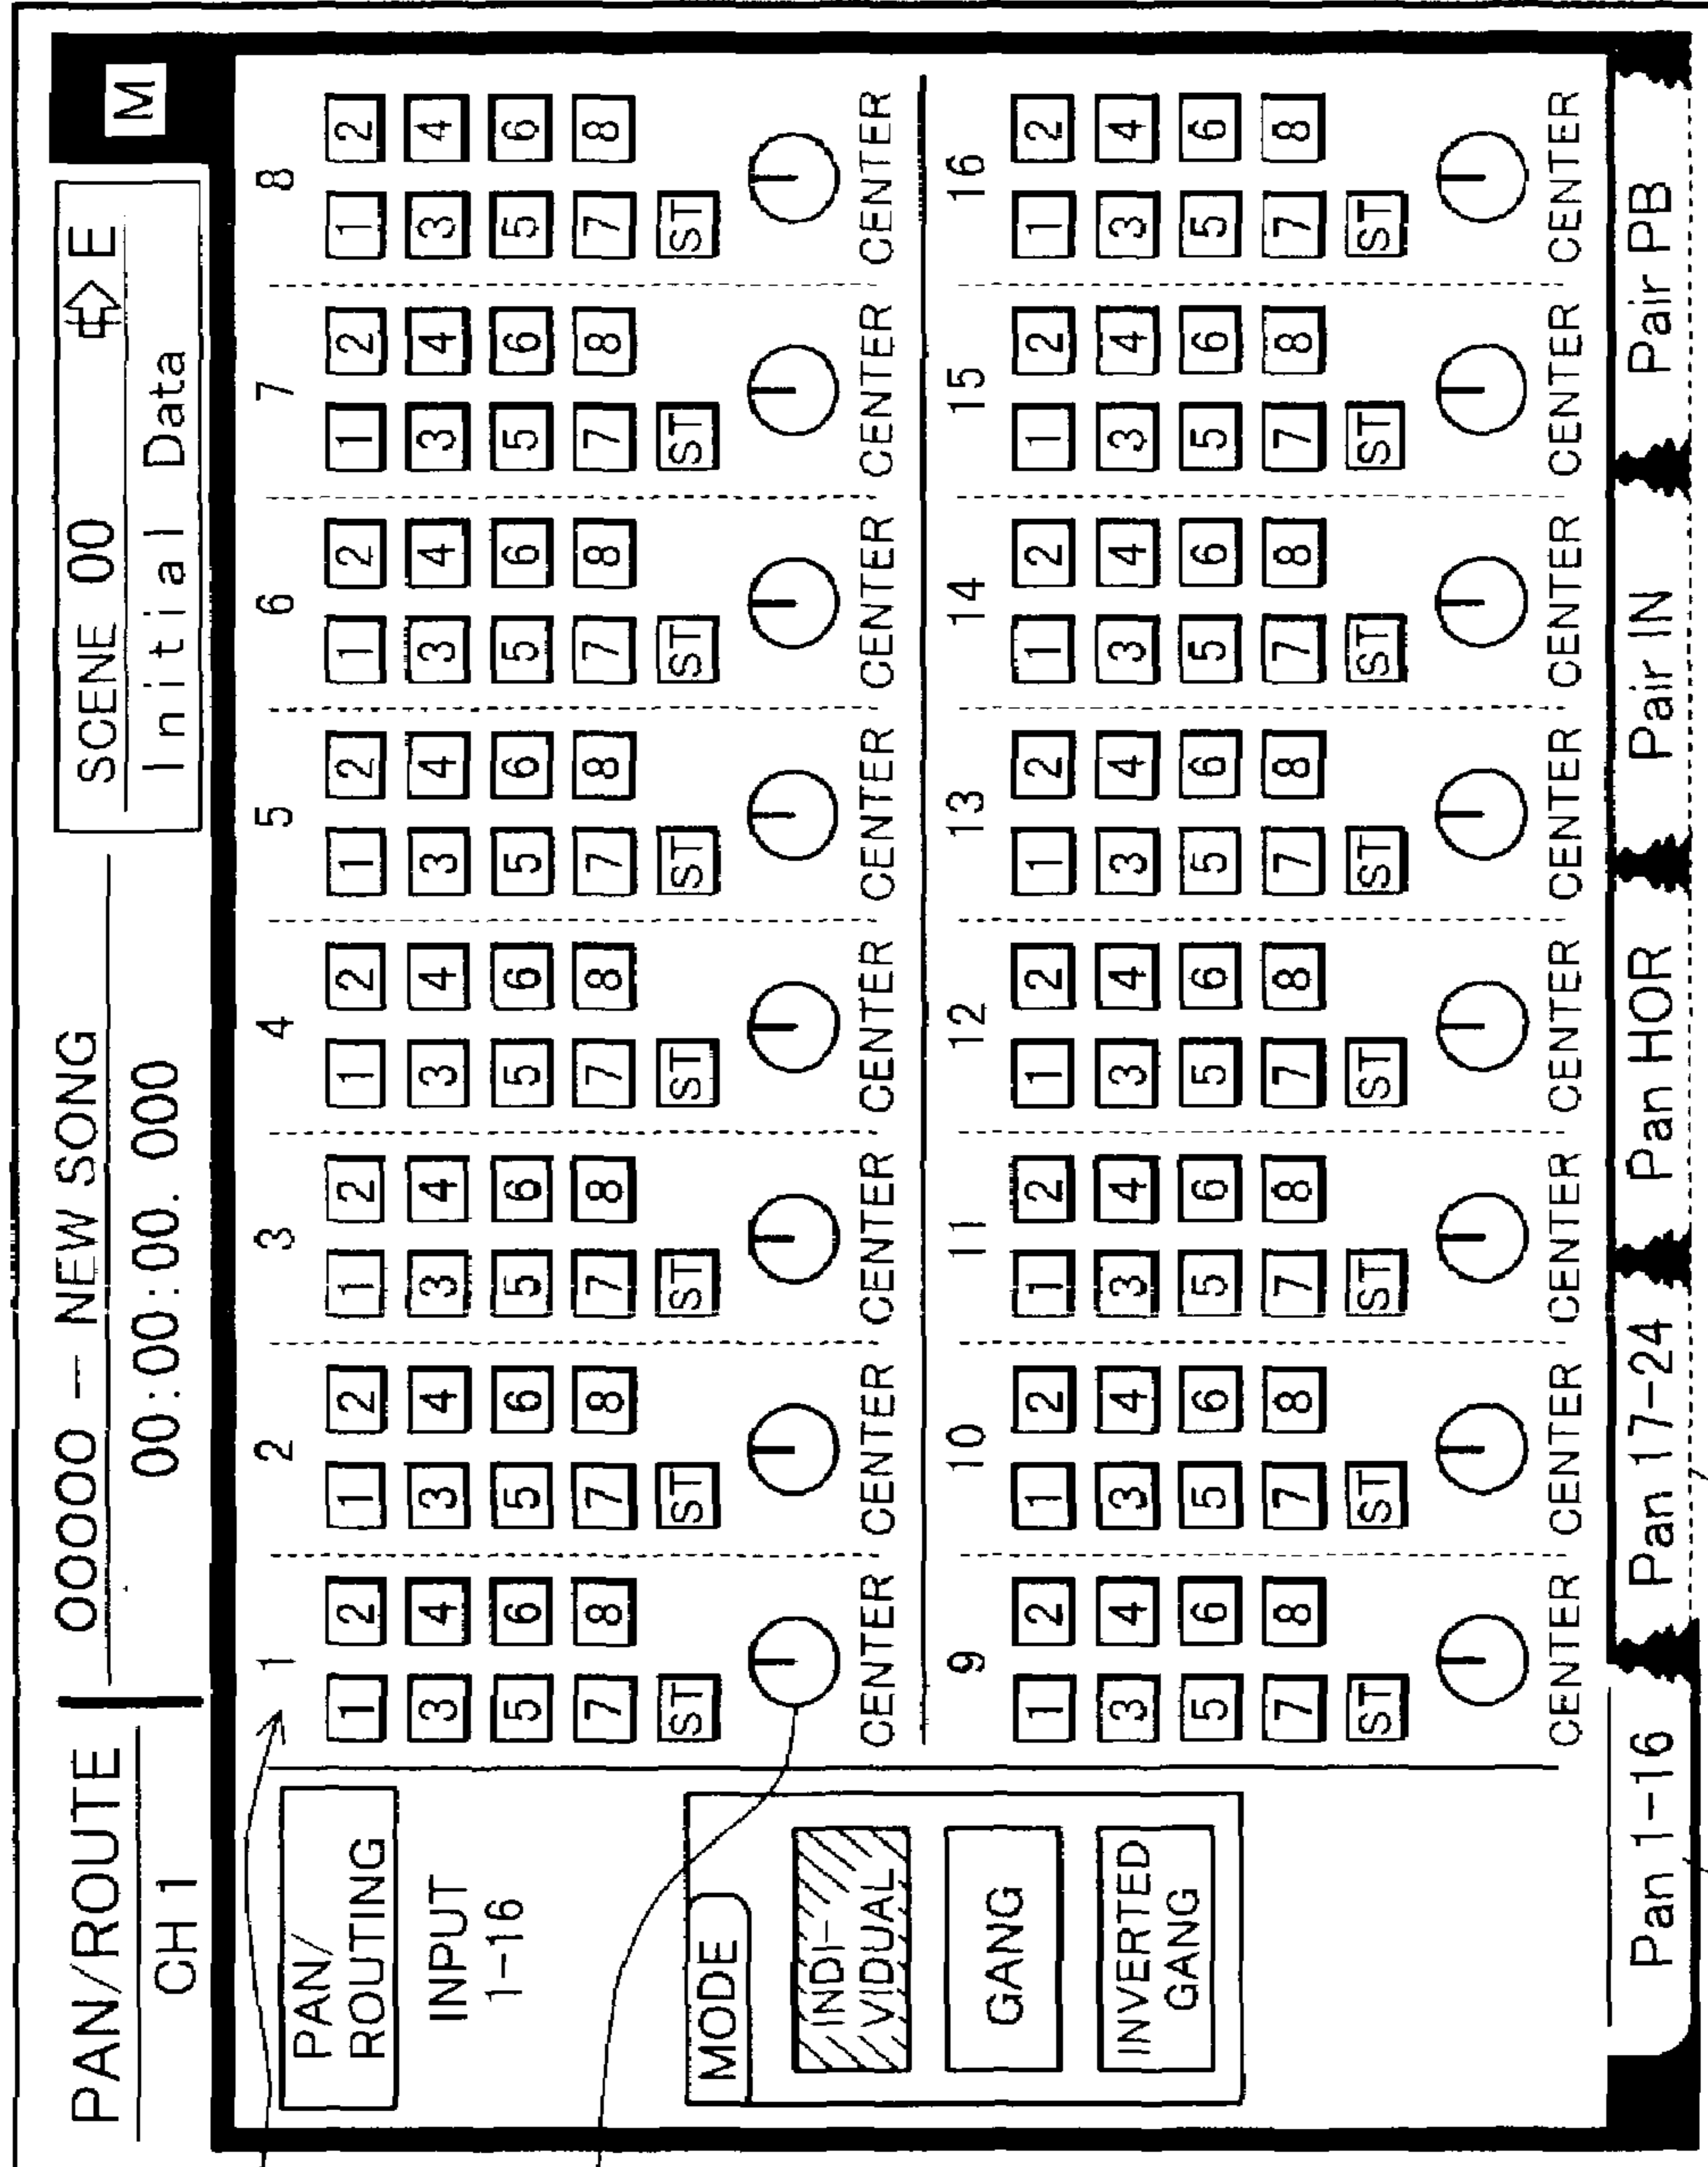 PAN/ROUTE
CH 1
00000 — NEW SONG
00:00:00. 000
SCENE 00 E
Initial Data
M
PAN/
ROUTING
INPUT
1-16
MODE
INDI-
VIDUAL
GANG
INVERTED
GANG
1 2 3 4 5 6 7 8
1 2 1 2 1 2 1 2 1 2 1 2 1 2 1 2
3 4 3 4 3 4 3 4 3 4 3 4 3 4 3 4
5 6 5 6 5 6 5 6 5 6 5 6 5 6 5 6
7 8 7 8 7 8 7 8 7 8 7 8 7 8 7 8
ST ST ST ST ST ST ST ST
CENTER CENTER CENTER CENTER CENTER CENTER CENTER CENTER
9 10 11 12 13 14 15 16
1 2 1 2 1 2 1 2 1 2 1 2 1 2 1 2
3 4 3 4 3 4 3 4 3 4 3 4 3 4 3 4
5 6 5 6 5 6 5 6 5 6 5 6 5 6 5 6
7 8 7 8 7 8 7 8 7 8 7 8 7 8 7 8
ST ST ST ST ST ST ST ST
CENTER CENTER CENTER CENTER CENTER CENTER CENTER CENTER
Pan 1-16 Pan 17-24 Pan HOR Pair IN Pair PB